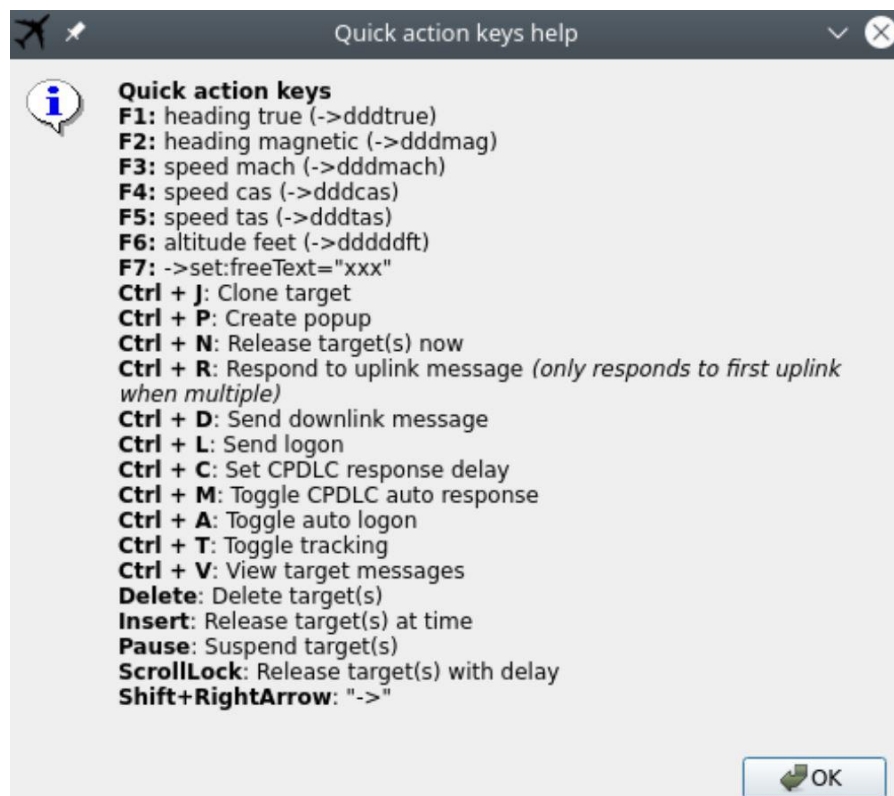 Quick action keys help
Quick action keys
F1: heading true (->dddtrue)
F2: heading magnetic (->dddmag)
F3: speed mach (->dddmach)
F4: speed cas (->dddcas)
F5: speed tas (->dddtas)
F6: altitude feet (->dddddft)
F7: ->set:freeText="xxx"
Ctrl + J: Clone target
Ctrl + P: Create popup
Ctrl + N: Release target(s) now
Ctrl + R: Respond to uplink message (only responds to first uplink
when multiple)
Ctrl + D: Send downlink message
Ctrl + L: Send logon
Ctrl + C: Set CPDLC response delay
Ctrl + M: Toggle CPDLC auto response
Ctrl + A: Toggle auto logon
Ctrl + T: Toggle tracking
Ctrl + V: View target messages
Delete: Delete target(s)
Insert: Release target(s) at time
Pause: Suspend target(s)
ScrollLock: Release target(s) with delay
Shift+RightArrow: "->"
OK